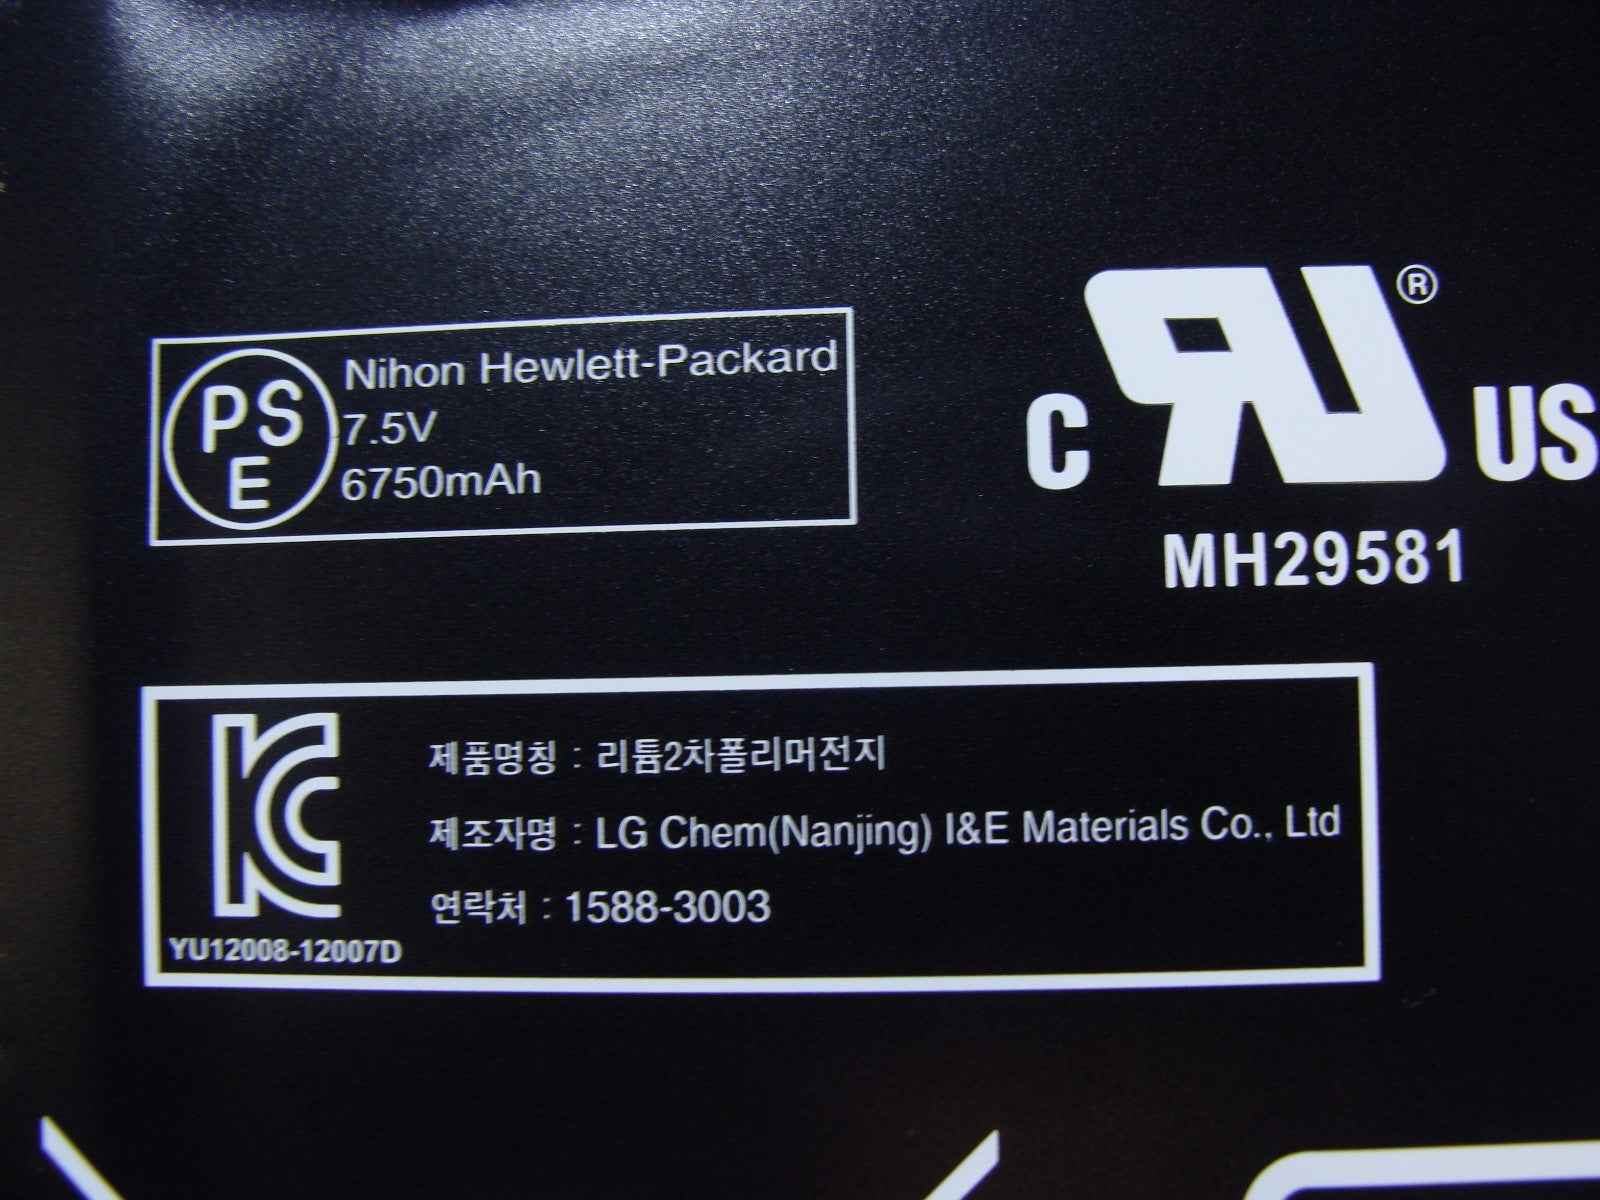 PS
E
Nihon Hewlett-Packard
7.5V
6750mAh
C RU® US
MH29581
KC
YU12008-12007D
제품명칭 : 리튬2차폴리머전지
제조자명 : LG Chem(Nanjing) I&E Materials Co., Ltd
연락처 : 1588-3003